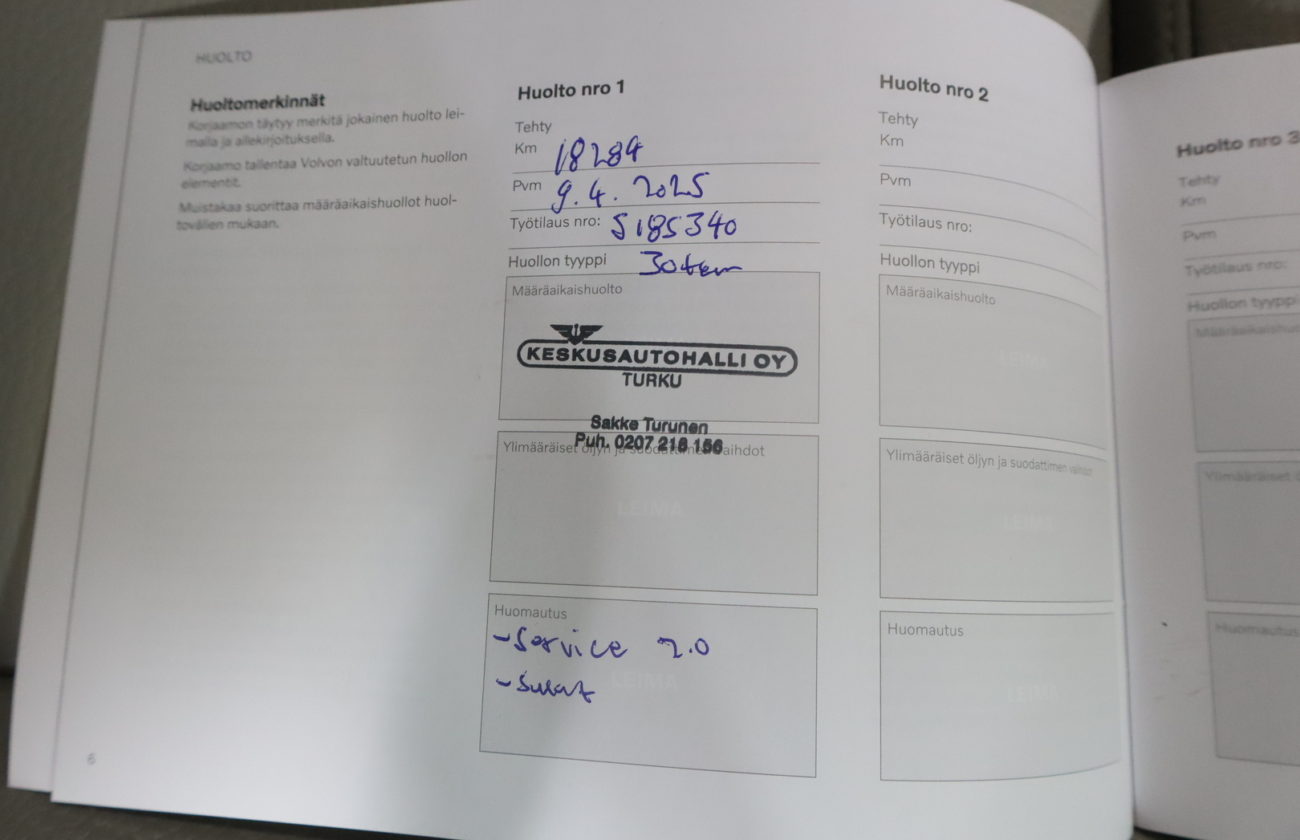 HUOLTO
Huoltomerkinnät
Korjaamon täytyy merkitä jokainen huolto lei-
malla ja allekirjoituksella.
Korjaamo tallentaa Volvon valtuutetun huollon
elementit.
Muistakaa suorittaa määräaikaishuollot huol-
tovälien mukaan.
6
Huolto nro 1
Tehty
Km 18284
Pvm 9.4. 2025
Työtilaus nro: S185340
Huollon tyyppi 30tkm
Määräaikaishuolto
KESKUSAUTOHALLI OY
TURKU
Sakke Turunen
Puh. 0207 218 156
Ylimääräiset öljyn ja suodattimen vaihdot
LEIMA
Huomautus
-Service 2.0
-Sulat
LEIMA
Huolto nro 2
Tehty
Km
Pvm
Työtilaus nro:
Huollon tyyppi
Määräaikaishuolto
LEIMA
Ylimääräiset öljyn ja suodattimen vaihdot
LEIMA
Huomautus
LEIMA
Huolto nro 3
Tehty
Km
Pvm
Työtilaus nro:
Huollon tyyppi
Ylimääräiset
Huomautus